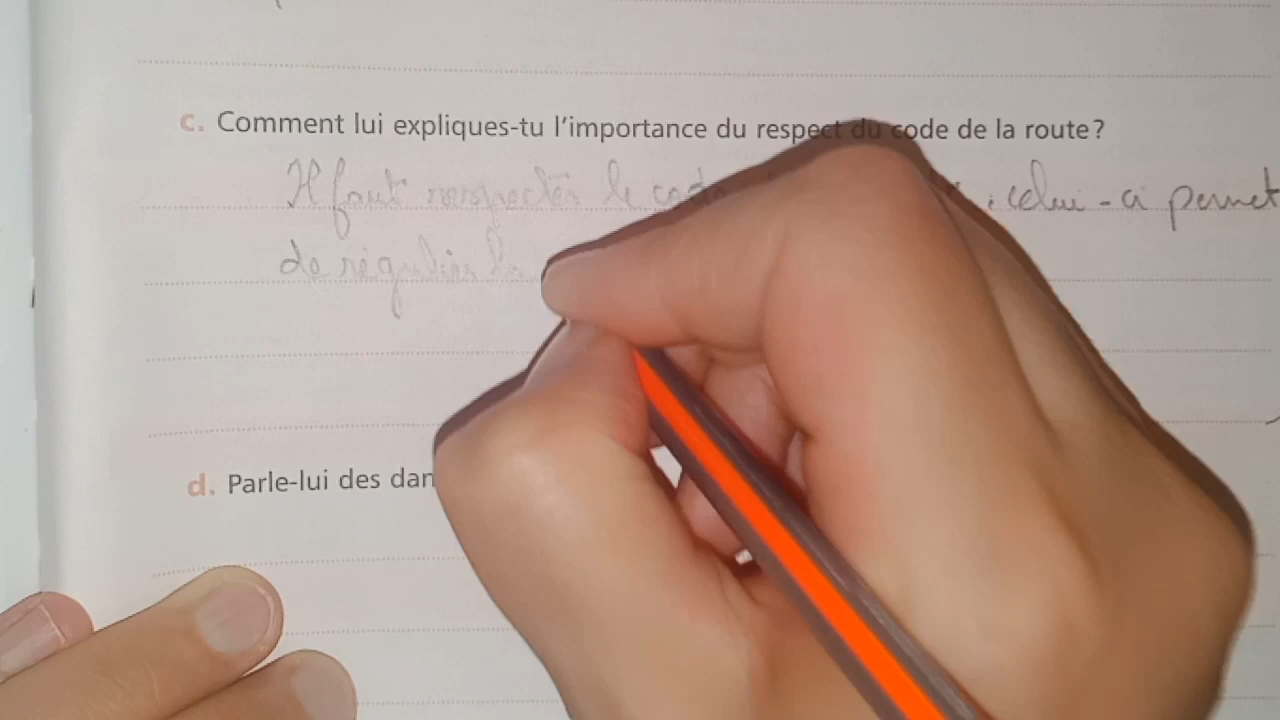 c. Comment lui expliques-tu l'importance du respect du code de la route?
Il faut respecter le code : celui-ci permet
de régulier la
d. Parle-lui des dan